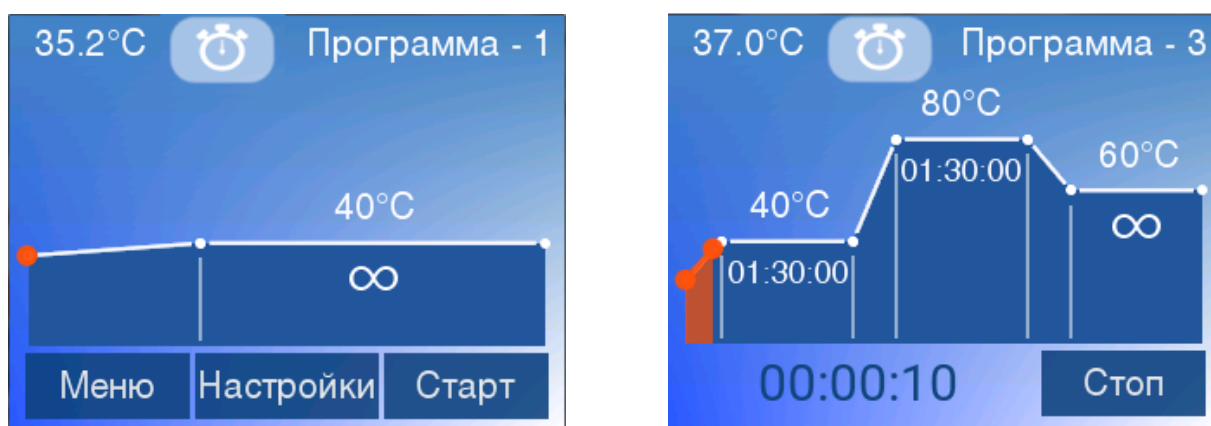 35.2°C Программа - 1
40°C
∞
Меню Настройки Старт
37.0°C Программа - 3
80°C
60°C
01:30:00
40°C
∞
01:30:00
00:00:10 Стоп